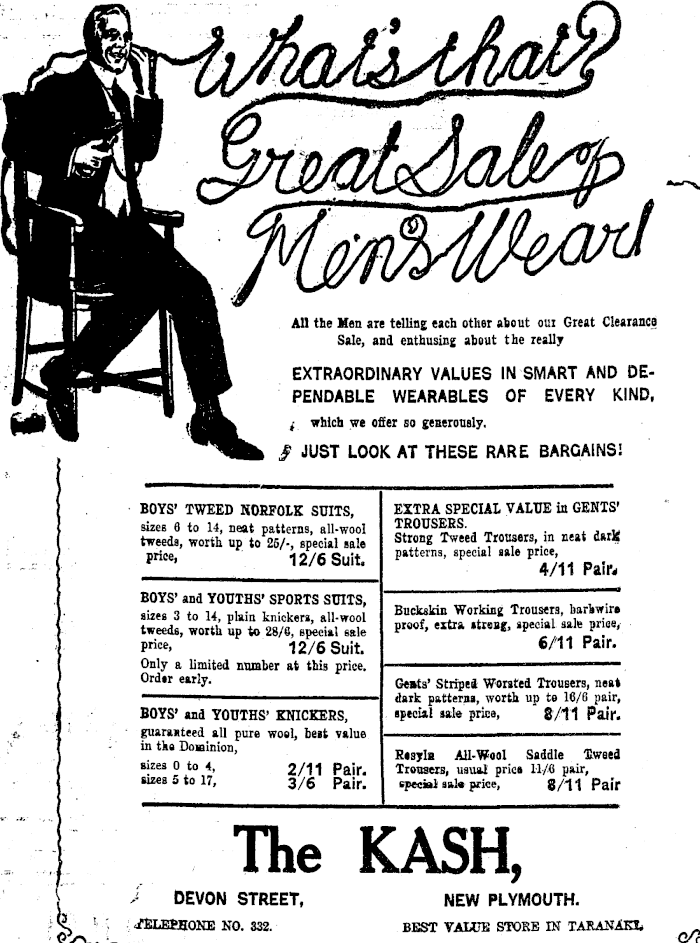 What's that?
Great Sale of
Men's Wear!
All the Men are telling each other about our Great Clearance
Sale, and enthusing about the really
EXTRAORDINARY VALUES IN SMART AND DE-
PENDABLE WEARABLES OF EVERY KIND,
which we offer so generously.
JUST LOOK AT THESE RARE BARGAINS!
BOYS' TWEED NORFOLK SUITS,
sizes 6 to 14, neat patterns, all-wool
tweeds, worth up to 25/-, special sale
price, 12/6 Suit.
BOYS' and YOUTHS' SPORTS SUITS,
sizes 3 to 14, plain knickers, all-wool
tweeds, worth up to 28/6, special sale
price, 12/6 Suit.
Only a limited number at this price.
Order early.
BOYS' and YOUTHS' KNICKERS,
guaranteed all pure wool, best value
in the Dominion,
sizes 0 to 4, 2/11 Pair.
sizes 5 to 17, 3/6 Pair.
EXTRA SPECIAL VALUE in GENTS'
TROUSERS.
Strong Tweed Trousers, in neat dark
patterns, special sale price,
4/11 Pair.
Buckskin Working Trousers, barbwire
proof, extra strong, special sale price,
6/11 Pair.
Gents' Striped Worsted Trousers, neat
dark patterns, worth up to 16/6 pair,
special sale price, 8/11 Pair.
Rosyln All-Wool Saddle Tweed
Trousers, usual price 11/6 pair,
special sale price, 8/11 Pair
The KASH,
DEVON STREET, NEW PLYMOUTH.
TELEPHONE NO. 332. BEST VALUE STORE IN TARANAKI.